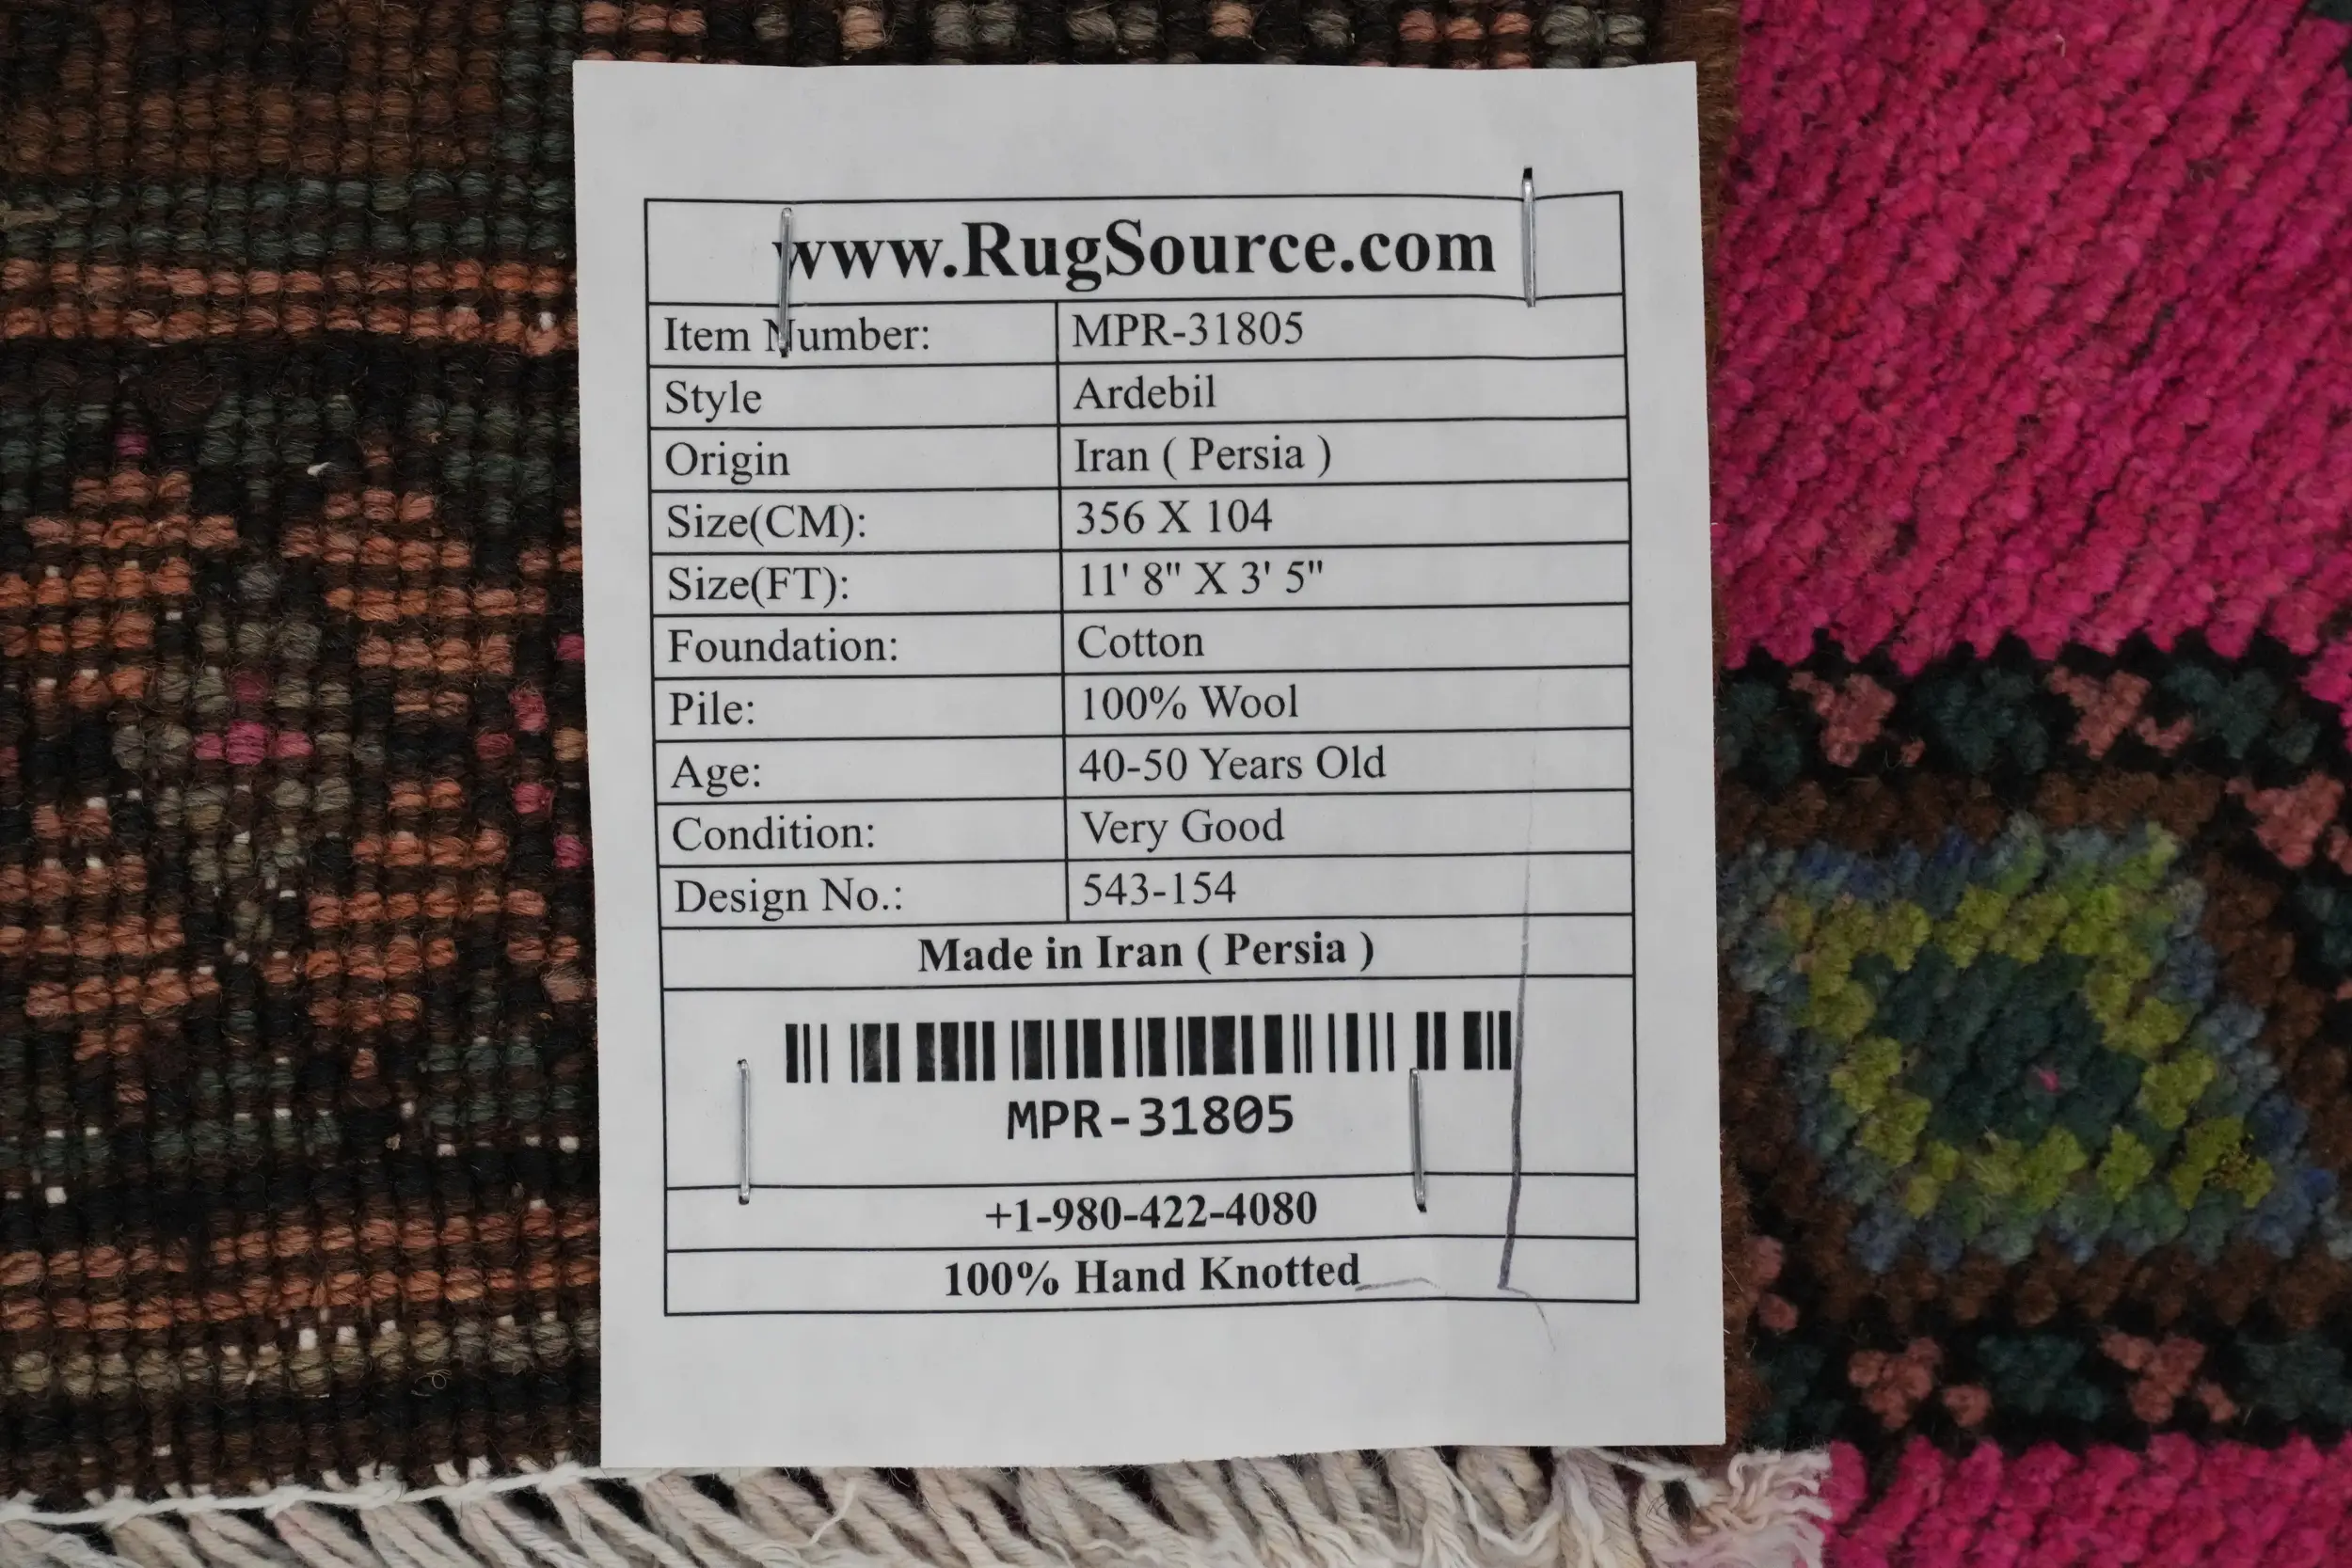 www.RugSource.com
Item Number: MPR-31805
Style Ardebil
Origin Iran ( Persia )
Size(CM): 356 X 104
Size(FT): 11' 8" X 3' 5"
Foundation: Cotton
Pile: 100% Wool
Age: 40-50 Years Old
Condition: Very Good
Design No.: 543-154
Made in Iran ( Persia )
MPR-31805
+1-980-422-4080
100% Hand Knotted